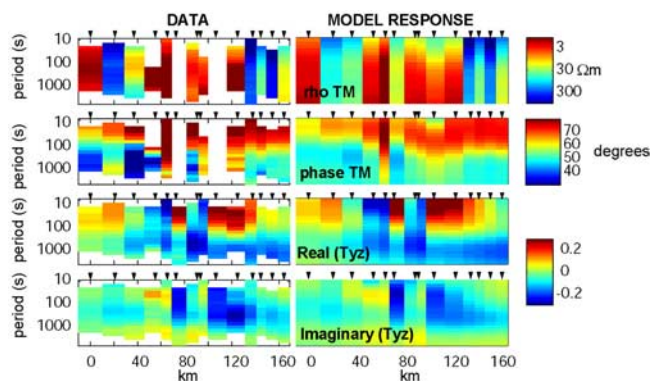 DATA MODEL RESPONSE
period (s) 10 100 1000 rho TM 3 30 Ωm 300
period (s) 10 100 1000 phase TM 70 60 50 40 degrees
period (s) 10 100 1000 Real (Tyz)
period (s) 10 100 1000 Imaginary (Tyz) 0.2 0 -0.2
0 40 80 120 160 0 40 80 120 160
km km